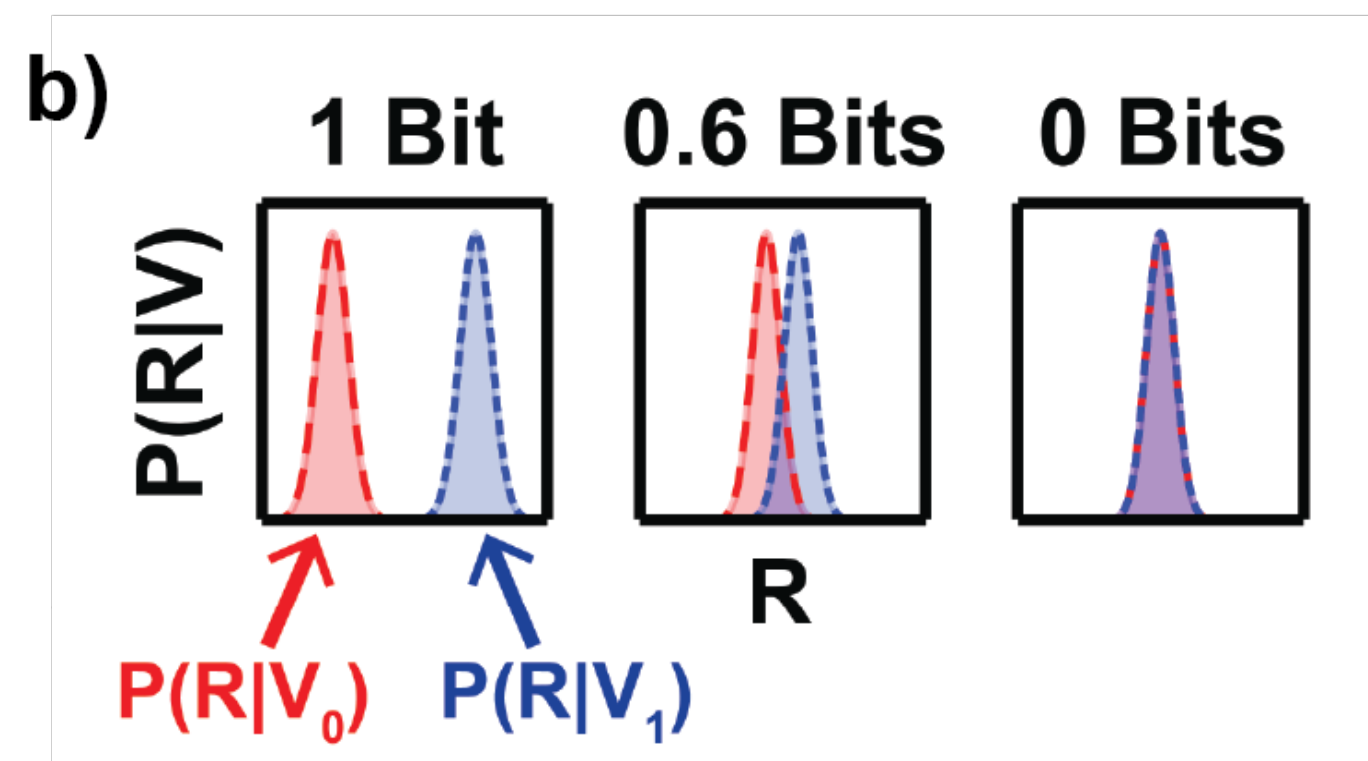 b)
1 Bit
0.6 Bits
0 Bits
P(R|V)
R
P(R|V₀)
P(R|V₁)